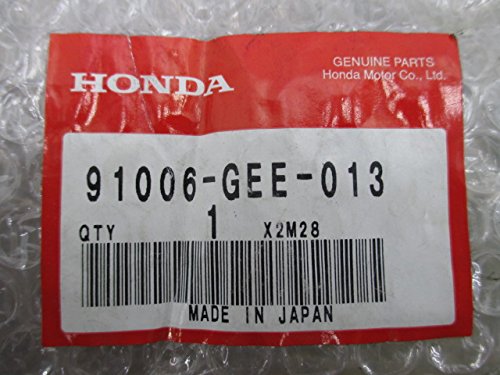 HONDA
GENUINE PARTS
Honda Motor Co., Ltd.
91006-GEE-013
QTY 1 X2M28
MADE IN JAPAN